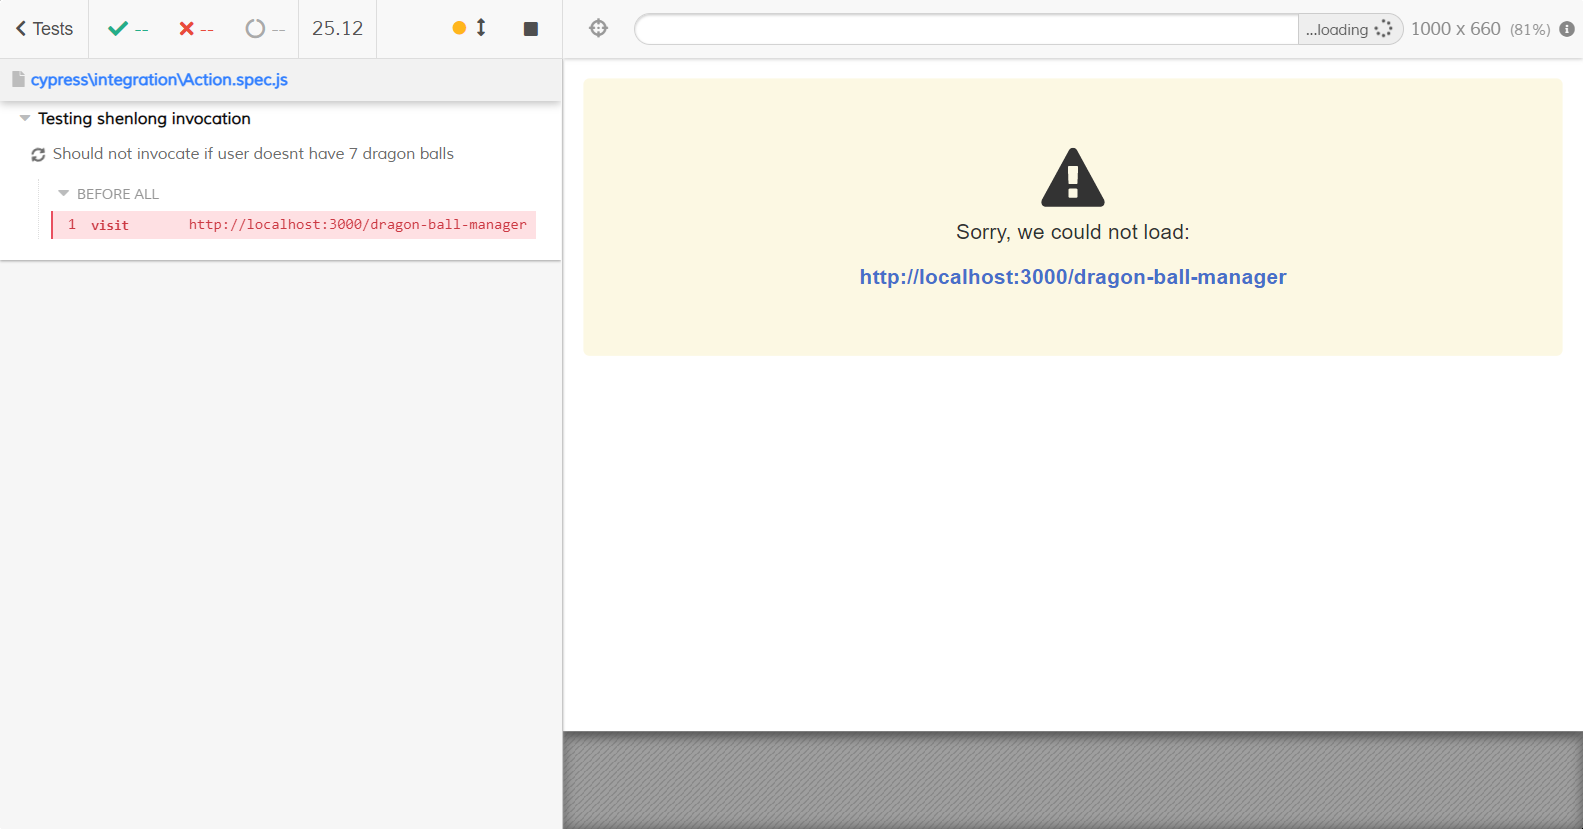 Tests -- -- -- 25.12
...loading 1000 x 660 (81%)
cypress\integration\Action.spec.js
Testing shenlong invocation
Should not invocate if user doesnt have 7 dragon balls
BEFORE ALL
1 visit http://localhost:3000/dragon-ball-manager
Sorry, we could not load:
http://localhost:3000/dragon-ball-manager